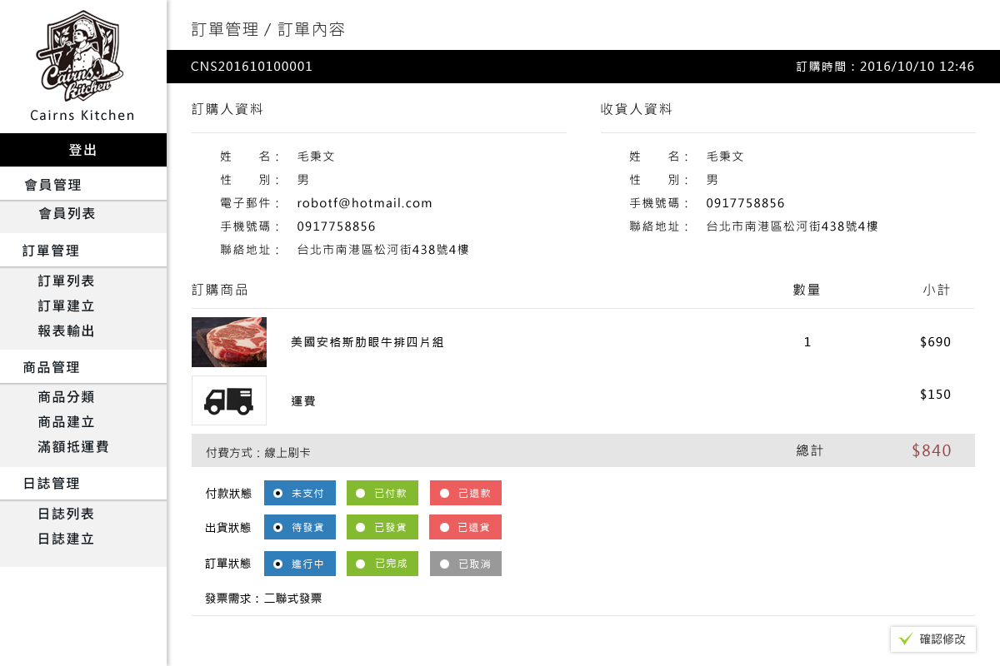 Cairns Kitchen
Cairns Kitchen
登出
會員管理
會員列表
訂單管理
訂單列表
訂單建立
報表輸出
商品管理
商品分類
商品建立
滿額抵運費
日誌管理
日誌列表
日誌建立
訂單管理 / 訂單內容
CNS201610100001 訂購時間：2016/10/10 12:46
訂購人資料
姓 名： 毛秉文
性 別： 男
電子郵件： robotf@hotmail.com
手機號碼： 0917758856
聯絡地址： 台北市南港區松河街438號4樓
收貨人資料
姓 名： 毛秉文
性 別： 男
手機號碼： 0917758856
聯絡地址： 台北市南港區松河街438號4樓
訂購商品 數量 小計
美國安格斯肋眼牛排四片組 1 $690
運費 $150
付費方式：線上刷卡 總計 $840
付款狀態 未支付 已付款 己退款
出貨狀態 待發貨 已發貨 已退貨
訂單狀態 進行中 已完成 已取消
發票需求：二聯式發票
確認修改